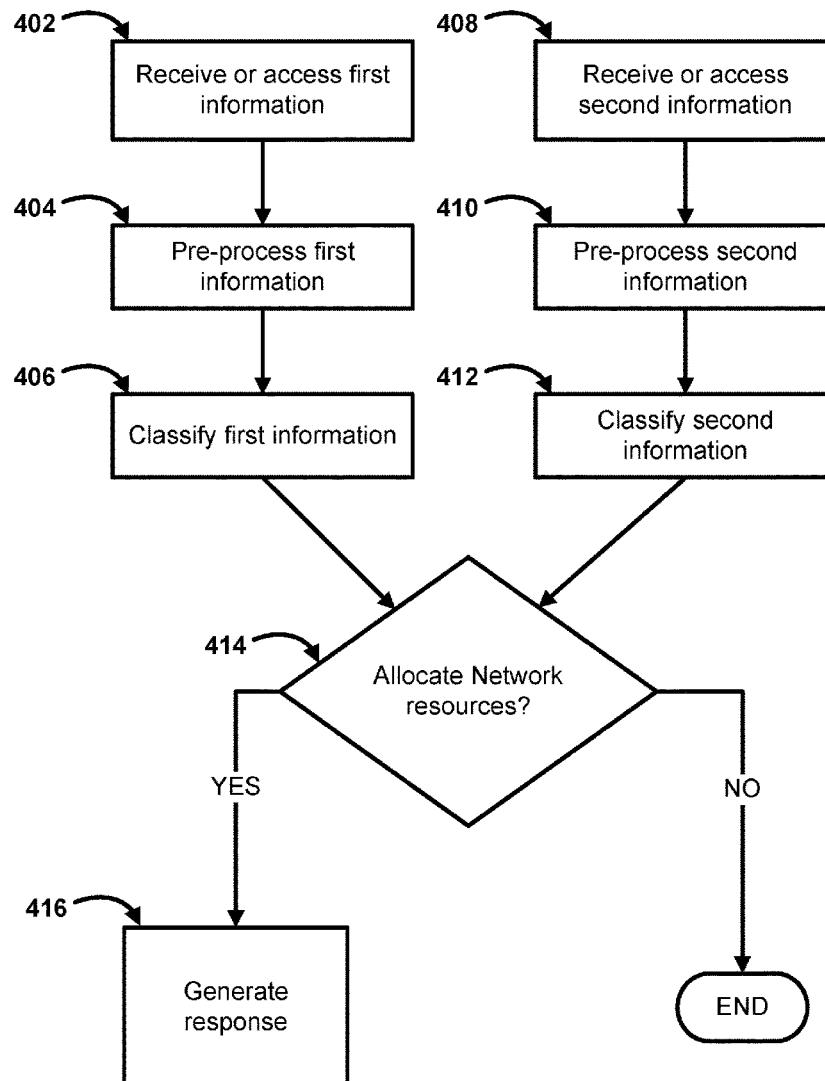 402
Receive or access first
information
408
Receive or access
second information
404
Pre-process first
information
410
Pre-process second
information
406
Classify first information
412
Classify second
information
414
Allocate Network
resources?
YES
NO
416
Generate
response
END